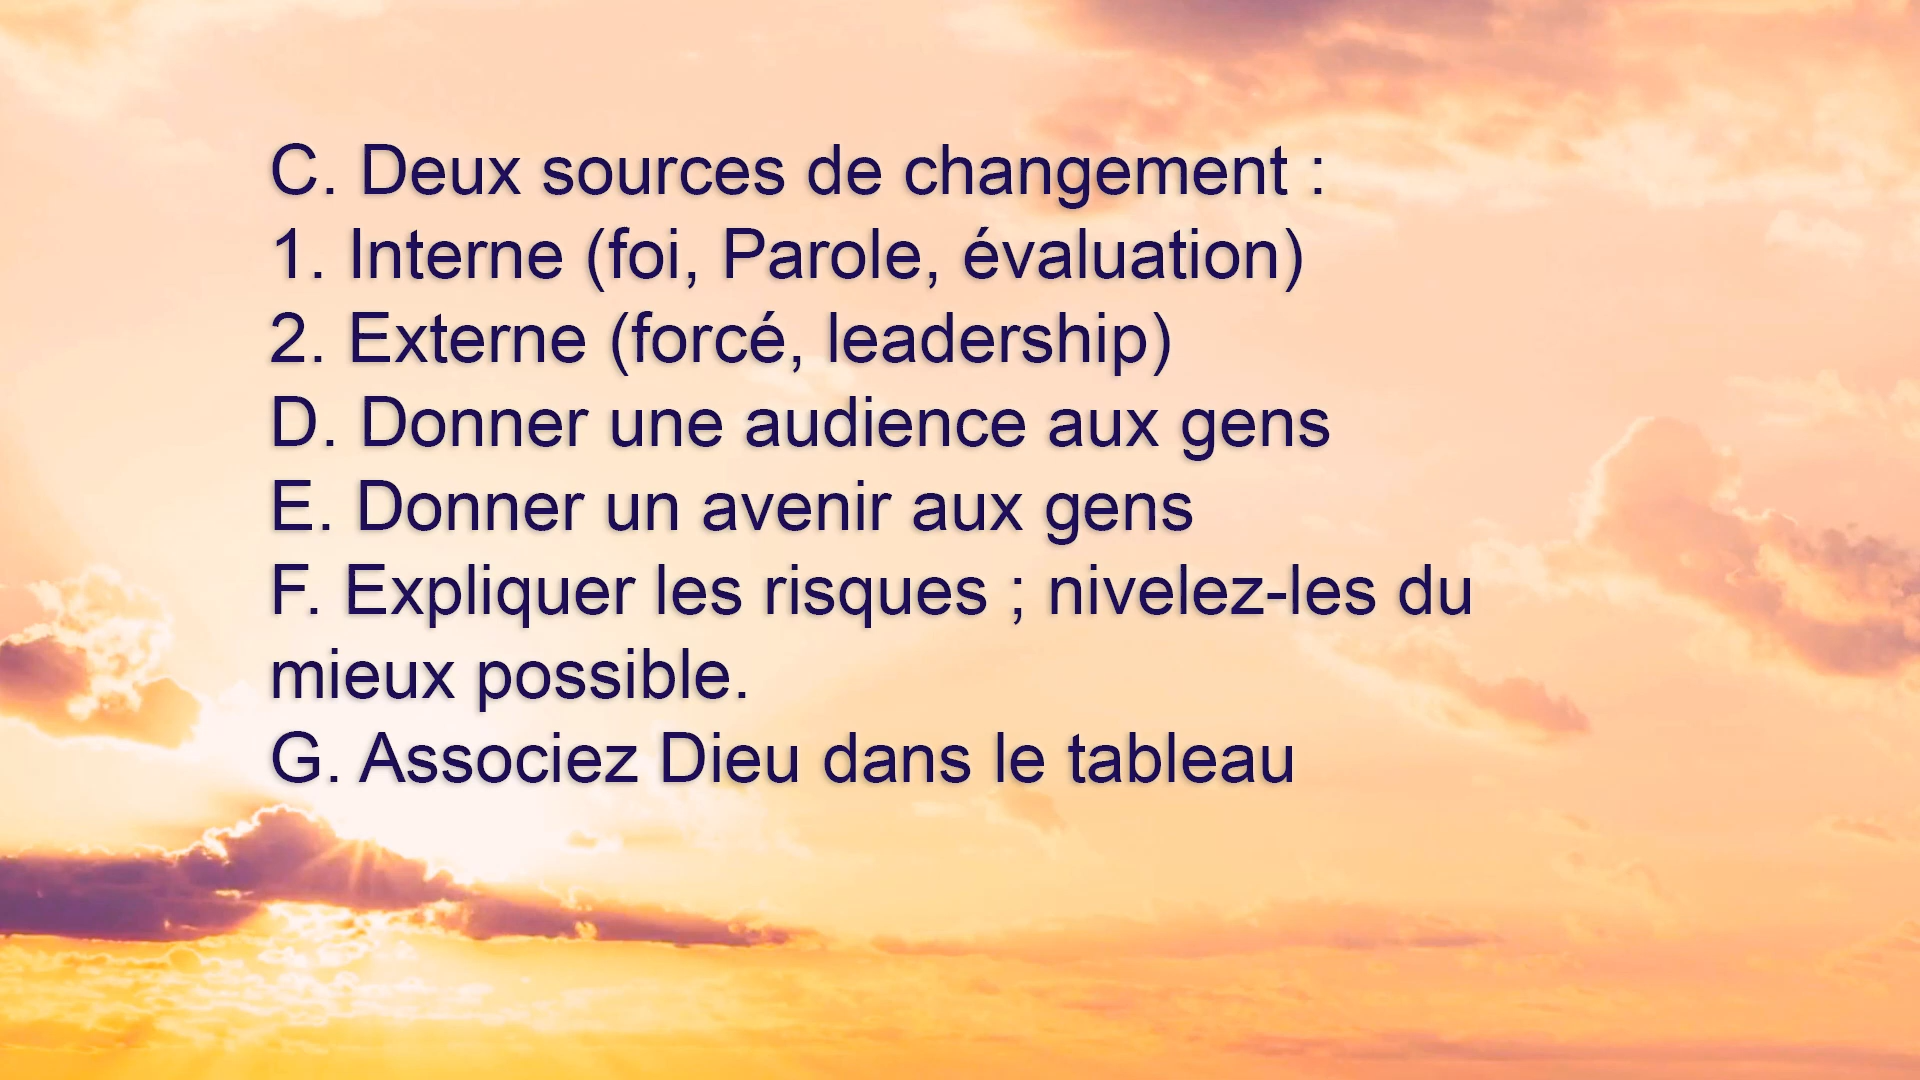 C. Deux sources de changement :
1. Interne (foi, Parole, évaluation)
2. Externe (forcé, leadership)
D. Donner une audience aux gens
E. Donner un avenir aux gens
F. Expliquer les risques ; nivelez-les du
mieux possible.
G. Associez Dieu dans le tableau